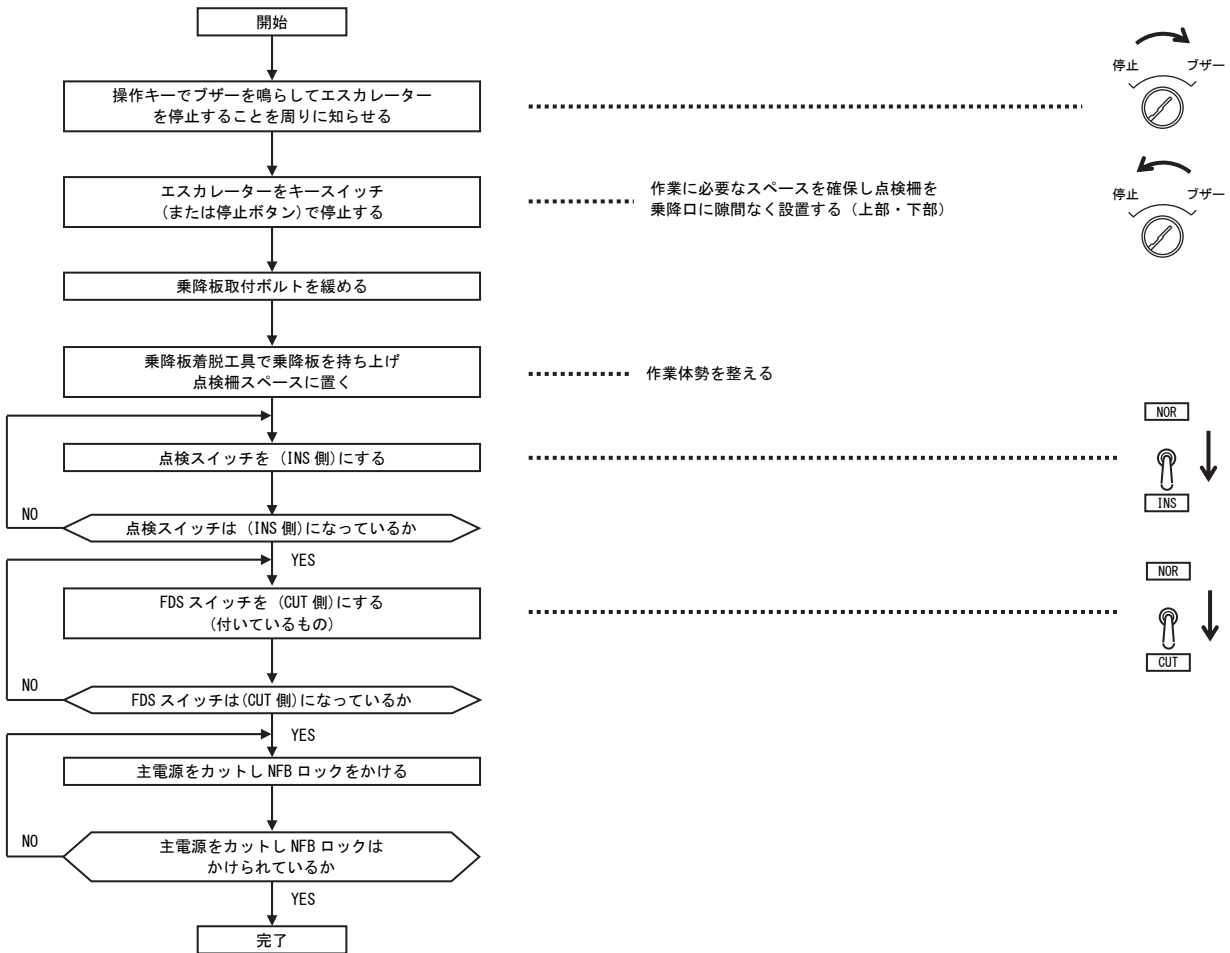 開始
操作キーでブザーを鳴らしてエスカレーター
を停止することを周りに知らせる
停止 ブザー
エスカレーターをキースイッチ
(または停止ボタン)で停止する
作業に必要なスペースを確保し点検柵を
乗降口に隙間なく設置する（上部・下部）
停止 ブザー
乗降板取付ボルトを緩める
乗降板着脱工具で乗降板を持ち上げ
点検柵スペースに置く
作業体勢を整える
点検スイッチを (INS 側)にする
NOR
INS
点検スイッチは (INS 側)になっているか
NO
YES
FDS スイッチを (CUT 側)にする
(付いているもの)
NOR
CUT
FDS スイッチは(CUT 側)になっているか
NO
YES
主電源をカットし NFB ロックをかける
主電源をカットし NFB ロックは
かけられているか
NO
YES
完了